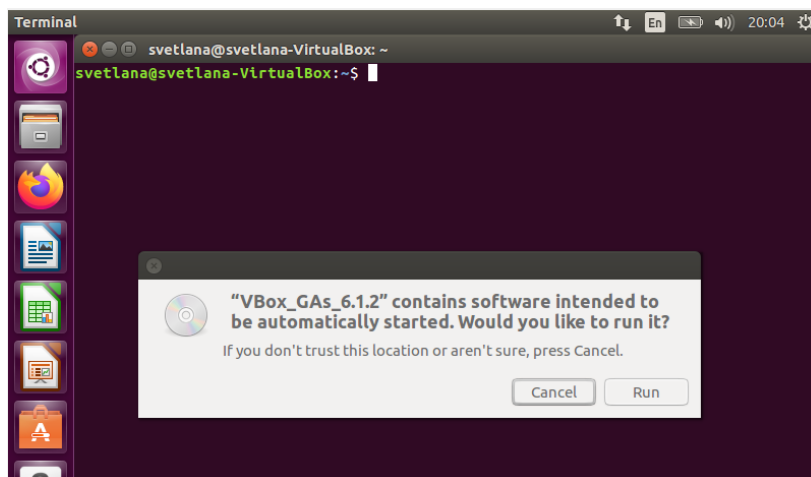 Terminal
En
20:04
svetlana@svetlana-VirtualBox: ~
svetlana@svetlana-VirtualBox:~$
“VBox_GAs_6.1.2” contains software intended to
be automatically started. Would you like to run it?
If you don't trust this location or aren't sure, press Cancel.
Cancel
Run